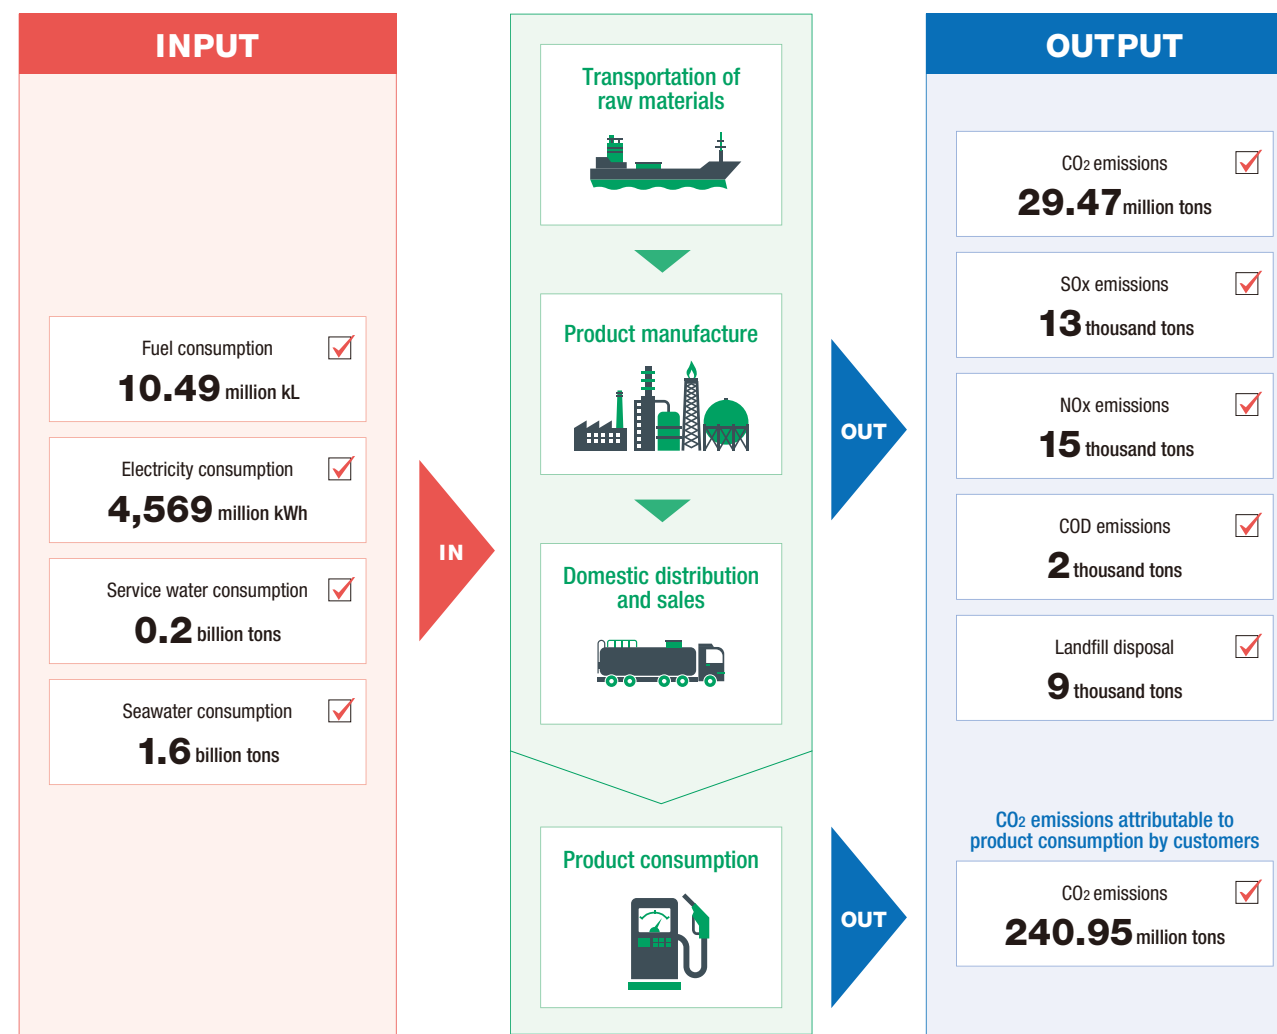 INPUT
Fuel consumption
10.49 million kL
Electricity consumption
4,569 million kWh
Service water consumption
0.2 billion tons
Seawater consumption
1.6 billion tons
IN
Transportation of
raw materials
Product manufacture
Domestic distribution
and sales
Product consumption
OUT
OUT
OUTPUT
CO2 emissions
29.47 million tons
SOx emissions
13 thousand tons
NOx emissions
15 thousand tons
COD emissions
2 thousand tons
Landfill disposal
9 thousand tons
CO2 emissions attributable to
product consumption by customers
CO2 emissions
240.95 million tons